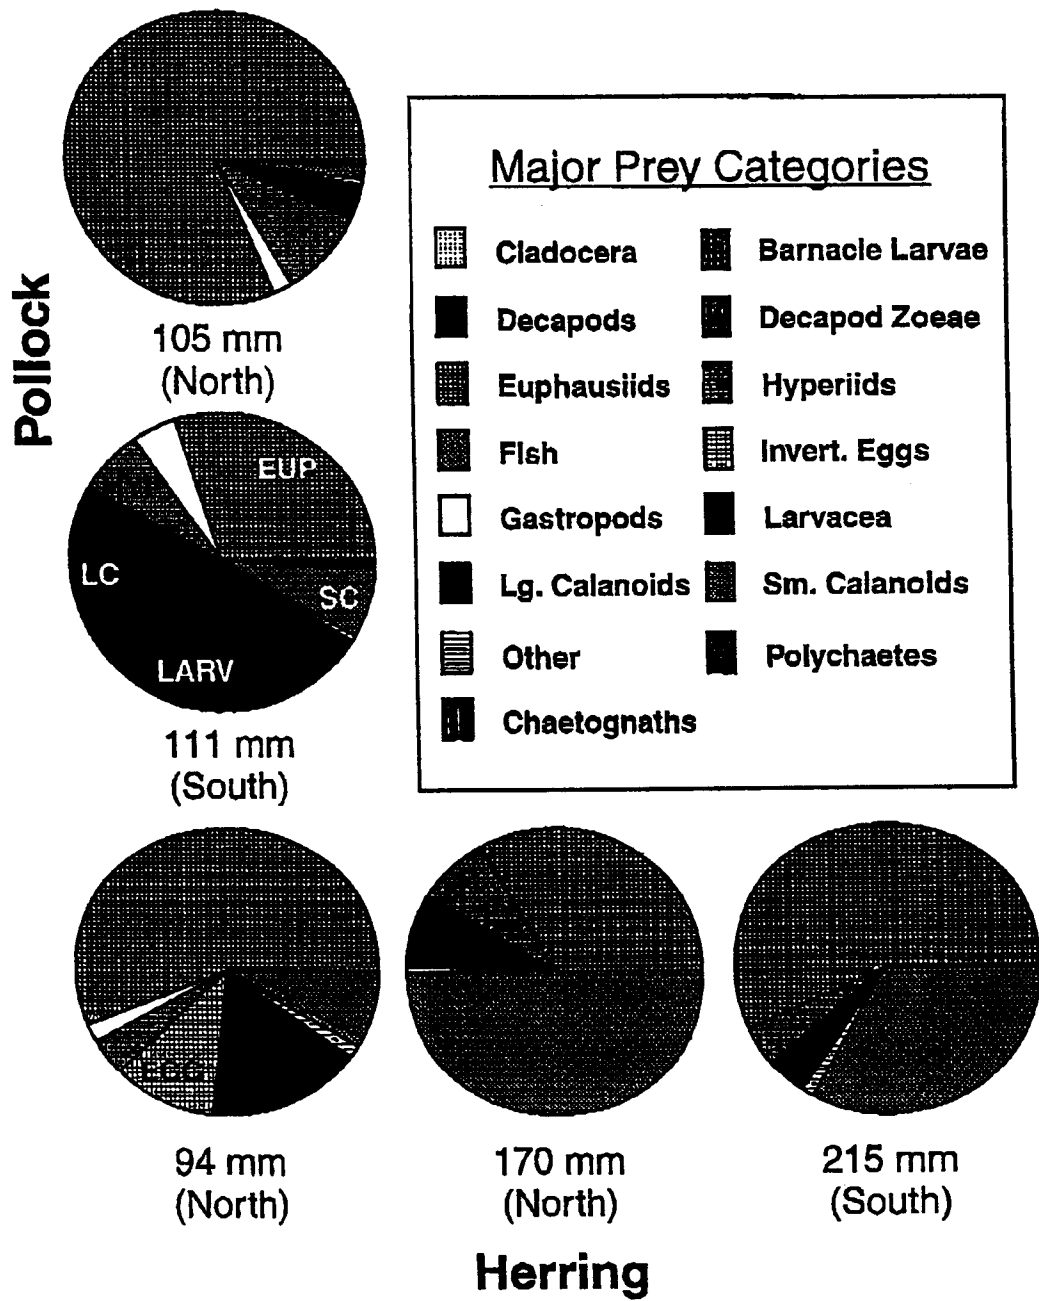 Pollock
105 mm
(North)
EUP
LC
SC
LARV
111 mm
(South)
Major Prey Categories
Cladocera
Decapods
Euphausiids
Fish
Gastropods
Lg. Calanoids
Other
Chaetognaths
Barnacle Larvae
Decapod Zoeae
Hyperiids
Invert. Eggs
Larvacea
Sm. Calanoids
Polychaetes
EGG
94 mm
(North)
170 mm
(North)
215 mm
(South)
Herring